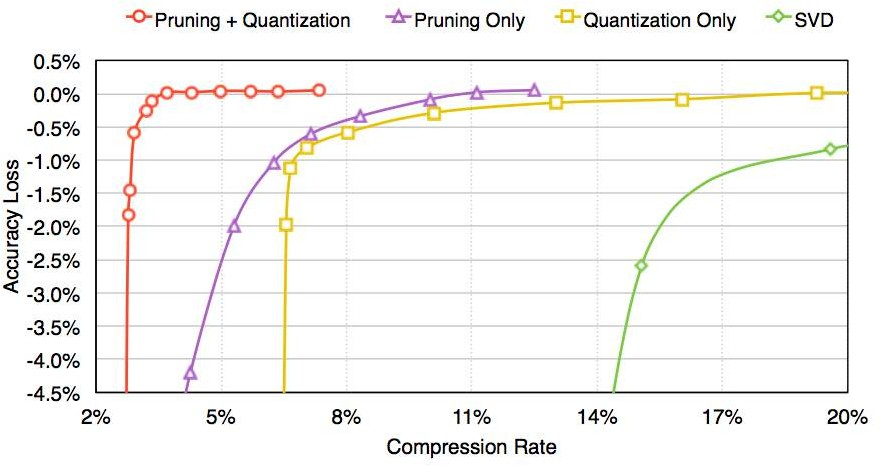 Pruning + Quantization Pruning Only Quantization Only SVD
0.5%
0.0%
-0.5%
-1.0%
-1.5%
-2.0%
-2.5%
-3.0%
-3.5%
-4.0%
-4.5%
Accuracy Loss
2% 5% 8% 11% 14% 17% 20%
Compression Rate